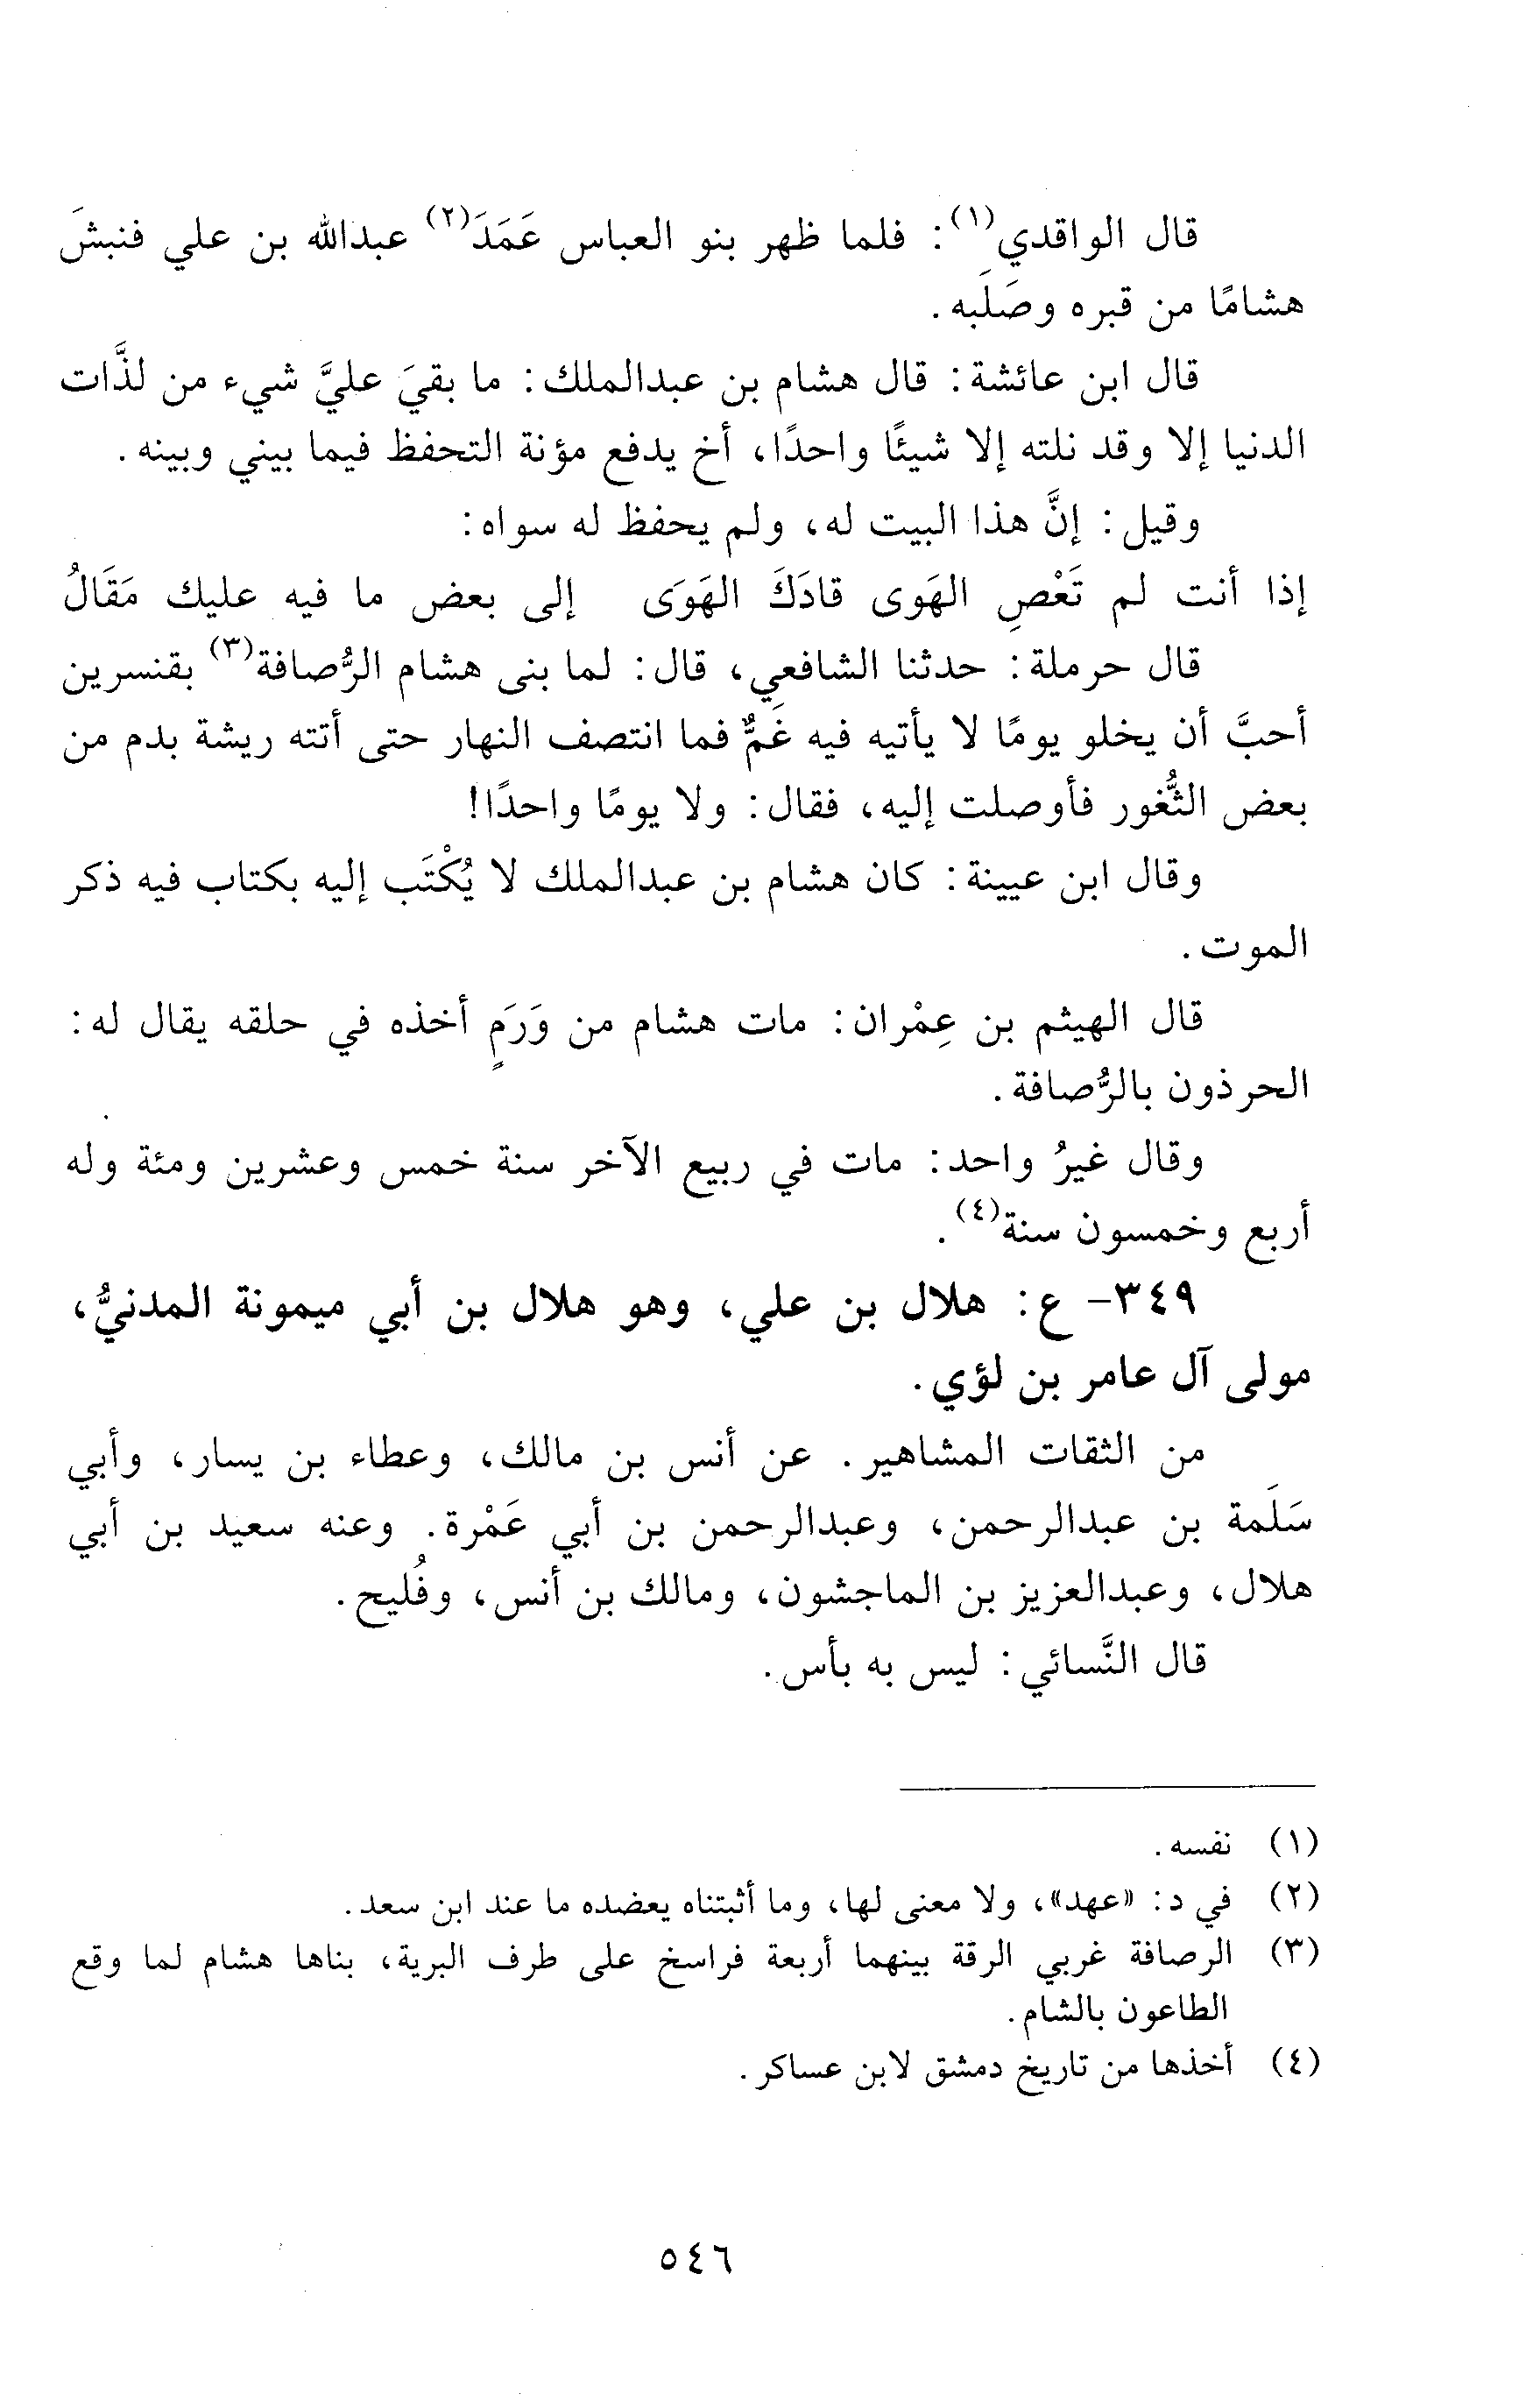 قال الواقدي(١): فلما ظهر بنو العباس عَمَدَ(٢) عبدالله بن علي فنبشَ
هشامًا من قبره وصَلَبه.
قال ابن عائشة: قال هشام بن عبدالملك: ما بقيَ عليَّ شيء من لذَّات
الدنيا إلا وقد نلته إلا شيئًا واحدًا، أخ يدفع مؤنة التحفظ فيما بيني وبينه.
وقيل: إنَّ هذا البيت له، ولم يحفظ له سواه:
إذا أنت لم تَعْصِ الهَوى قادَكَ الهَوَى إلى بعض ما فيه عليك مَقَالُ
قال حرملة: حدثنا الشافعي، قال: لما بنى هشام الرُّصافة(٣) بقنسرين
أحبَّ أن يخلو يومًا لا يأتيه فيه غَمٌّ فما انتصف النهار حتى أتته ريشة بدم من
بعض الثُّغور فأوصلت إليه، فقال: ولا يومًا واحدًا!
وقال ابن عيينة: كان هشام بن عبدالملك لا يُكْتَب إليه بكتاب فيه ذكر
الموت.
قال الهيثم بن عِمْران: مات هشام من وَرَمٍ أخذه في حلقه يقال له:
الحرذون بالرُّصافة.
وقال غيرُ واحد: مات في ربيع الآخر سنة خمس وعشرين ومئة وله
أربع وخمسون سنة(٤).
٣٤٩- ع: هلال بن علي، وهو هلال بن أبي ميمونة المدنيُّ،
مولى آل عامر بن لؤي.
من الثقات المشاهير. عن أنس بن مالك، وعطاء بن يسار، وأبي
سَلَمة بن عبدالرحمن، وعبدالرحمن بن أبي عَمْرة. وعنه سعيد بن أبي
هلال، وعبدالعزيز بن الماجشون، ومالك بن أنس، وفُليح.
قال النَّسائي: ليس به بأس.
(١) نفسه.
(٢) في د: «عهد»، ولا معنى لها، وما أثبتناه يعضده ما عند ابن سعد.
(٣) الرصافة غربي الرقة بينهما أربعة فراسخ على طرف البرية، بناها هشام لما وقع
الطاعون بالشام.
(٤) أخذها من تاريخ دمشق لابن عساكر.
٥٤٦